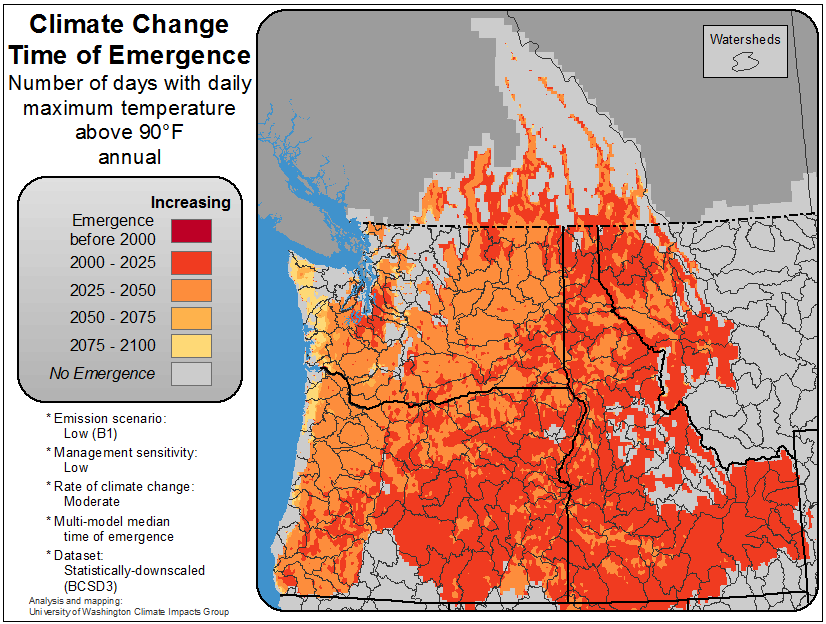 Climate Change
Time of Emergence
Number of days with daily
maximum temperature
above 90°F
annual
Increasing
Emergence
before 2000
2000 - 2025
2025 - 2050
2050 - 2075
2075 - 2100
No Emergence
* Emission scenario:
Low (B1)
* Management sensitivity:
Low
* Rate of climate change:
Moderate
* Multi-model median
time of emergence
* Dataset:
Statistically-downscaled
(BCSD3)
Analysis and mapping:
University of Washington Climate Impacts Group
Watersheds